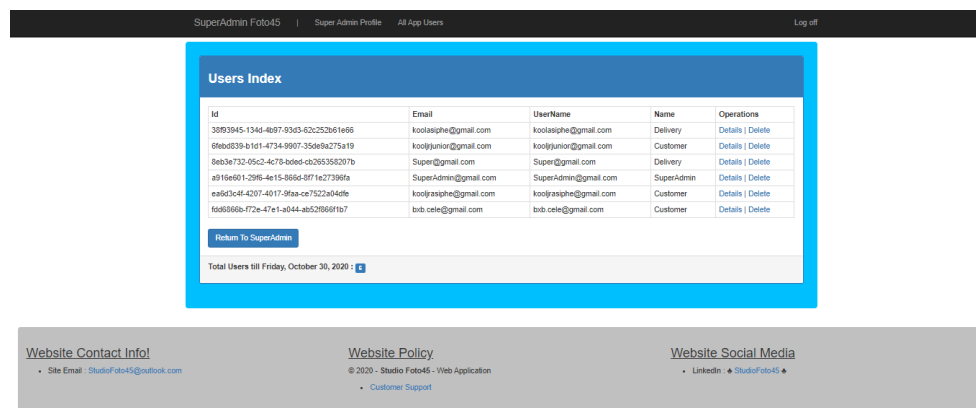 SuperAdmin Foto45 | Super Admin Profile All App Users Log off
Users Index
Id Email UserName Name Operations
38f93945-134d-4b97-93d3-62c252b61e66 koolasiphe@gmail.com koolasiphe@gmail.com Delivery Details | Delete
6febd839-b1d1-4734-9907-35de9a275a19 kooljrjunior@gmail.com kooljrjunior@gmail.com Customer Details | Delete
8eb3e732-05c2-4c78-bded-cb265358207b Super@gmail.com Super@gmail.com Delivery Details | Delete
a916e601-29f6-4e15-866d-8f71e27396fa SuperAdmin@gmail.com SuperAdmin@gmail.com SuperAdmin Details | Delete
ea6d3c4f-4207-4017-9faa-ce7522a04dfe kooljrasiphe@gmail.com kooljrasiphe@gmail.com Customer Details | Delete
fdd6866b-f72e-47e1-a044-ab52f866f1b7 bxb.cele@gmail.com bxb.cele@gmail.com Customer Details | Delete
Return To SuperAdmin
Total Users till Friday, October 30, 2020 : 6
Website Contact Info! Website Policy Website Social Media
• Site Email : StudioFoto45@outlook.com © 2020 - Studio Foto45 - Web Application • LinkedIn : ♣ StudioFoto45 ♣
• Customer Support